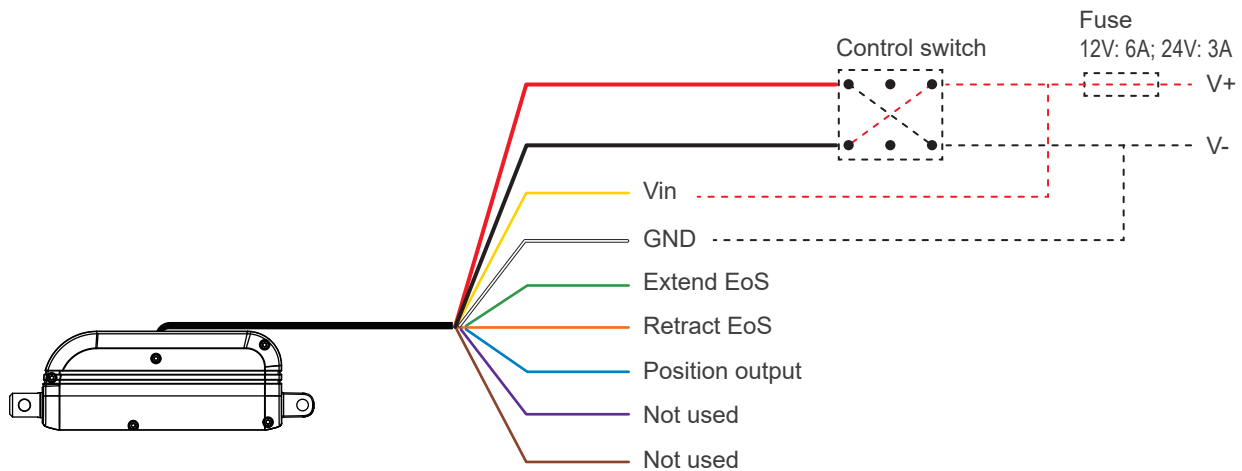 Fuse
12V: 6A; 24V: 3A
Control switch
V+
V-
Vin
GND
Extend EoS
Retract EoS
Position output
Not used
Not used